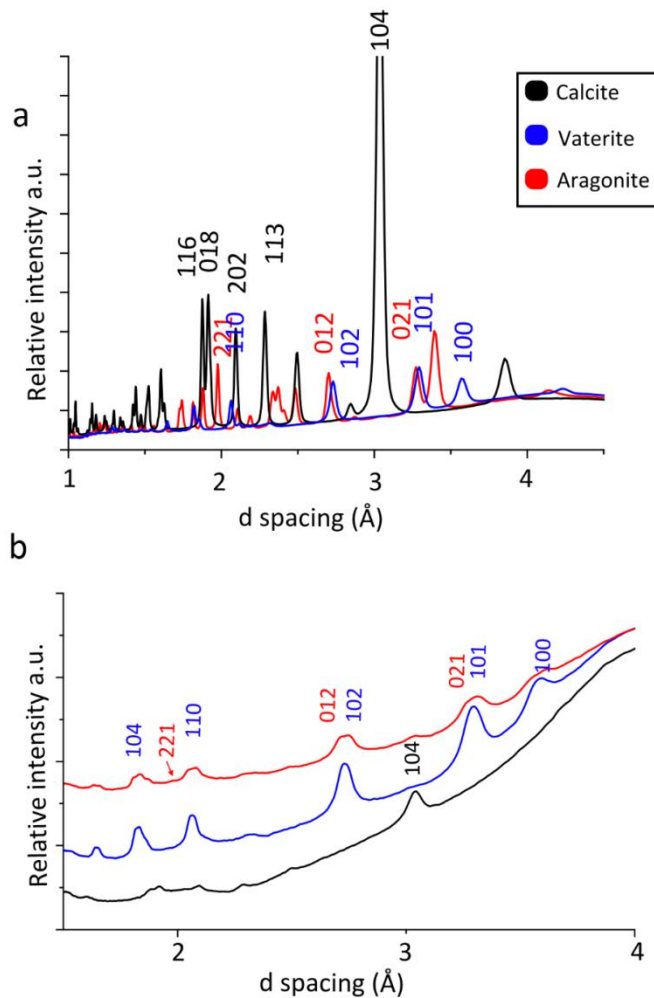 a
Relative intensity a.u.
104
116
018
202
113
221
110
012
102
021
101
100
Calcite
Vaterite
Aragonite
1 2 3 4
d spacing (Å)
b
Relative intensity a.u.
104
221
110
012
102
104
021
101
100
2 3 4
d spacing (Å)